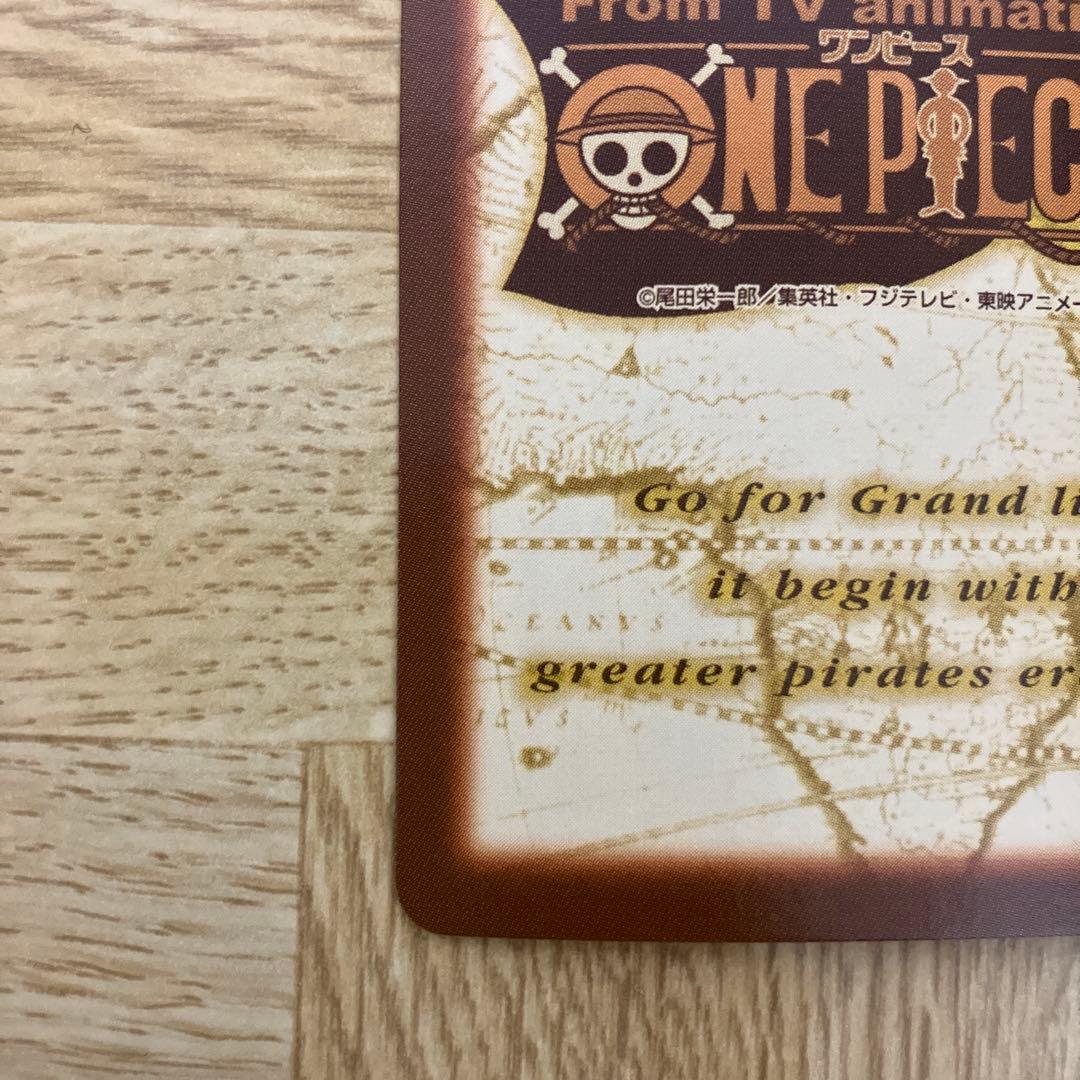 From TV animati
ワンピース
ONE PIEC
©尾田栄一郎／集英社・フジテレビ・東映アニメー
Go for Grand li
it begin with
greater pirates er
CEANVS